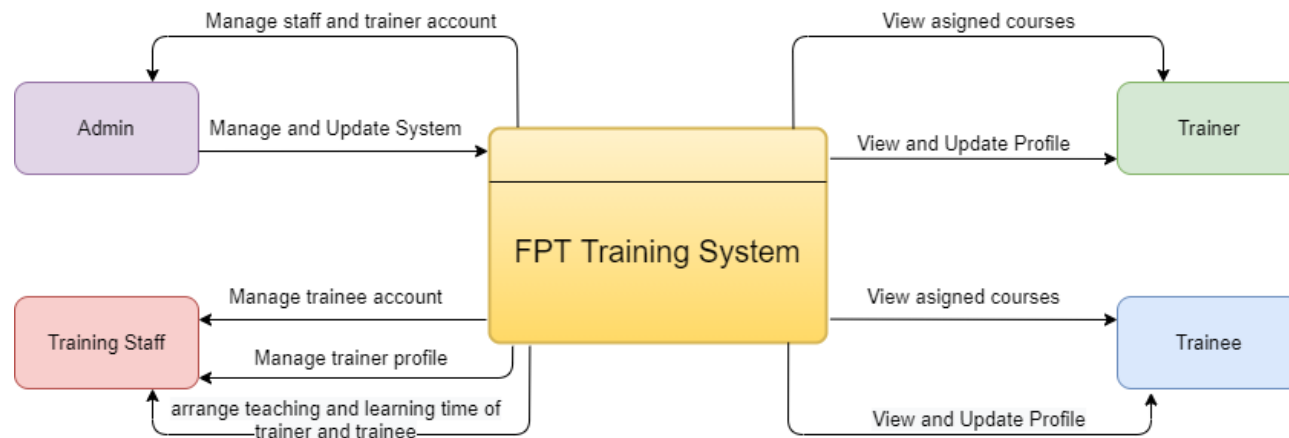 Manage staff and trainer account
View asigned courses
Admin
Manage and Update System
Trainer
View and Update Profile
FPT Training System
Manage trainee account
View asigned courses
Training Staff
Trainee
Manage trainer profile
arrange teaching and learning time of
trainer and trainee
View and Update Profile